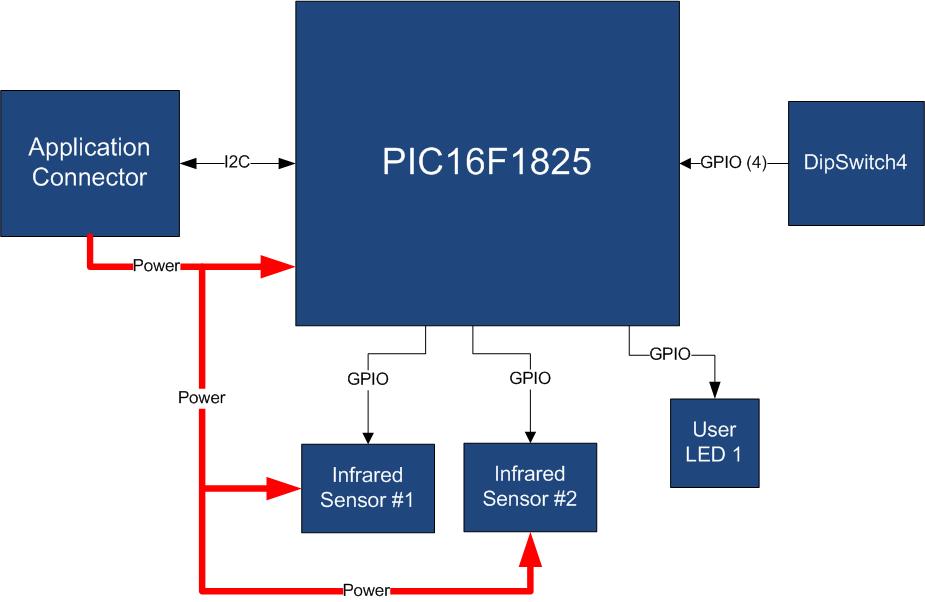 Application
Connector
I2C
PIC16F1825
GPIO (4)
DipSwitch4
Power
GPIO
GPIO
GPIO
Power
User
LED 1
Infrared
Sensor #1
Infrared
Sensor #2
Power